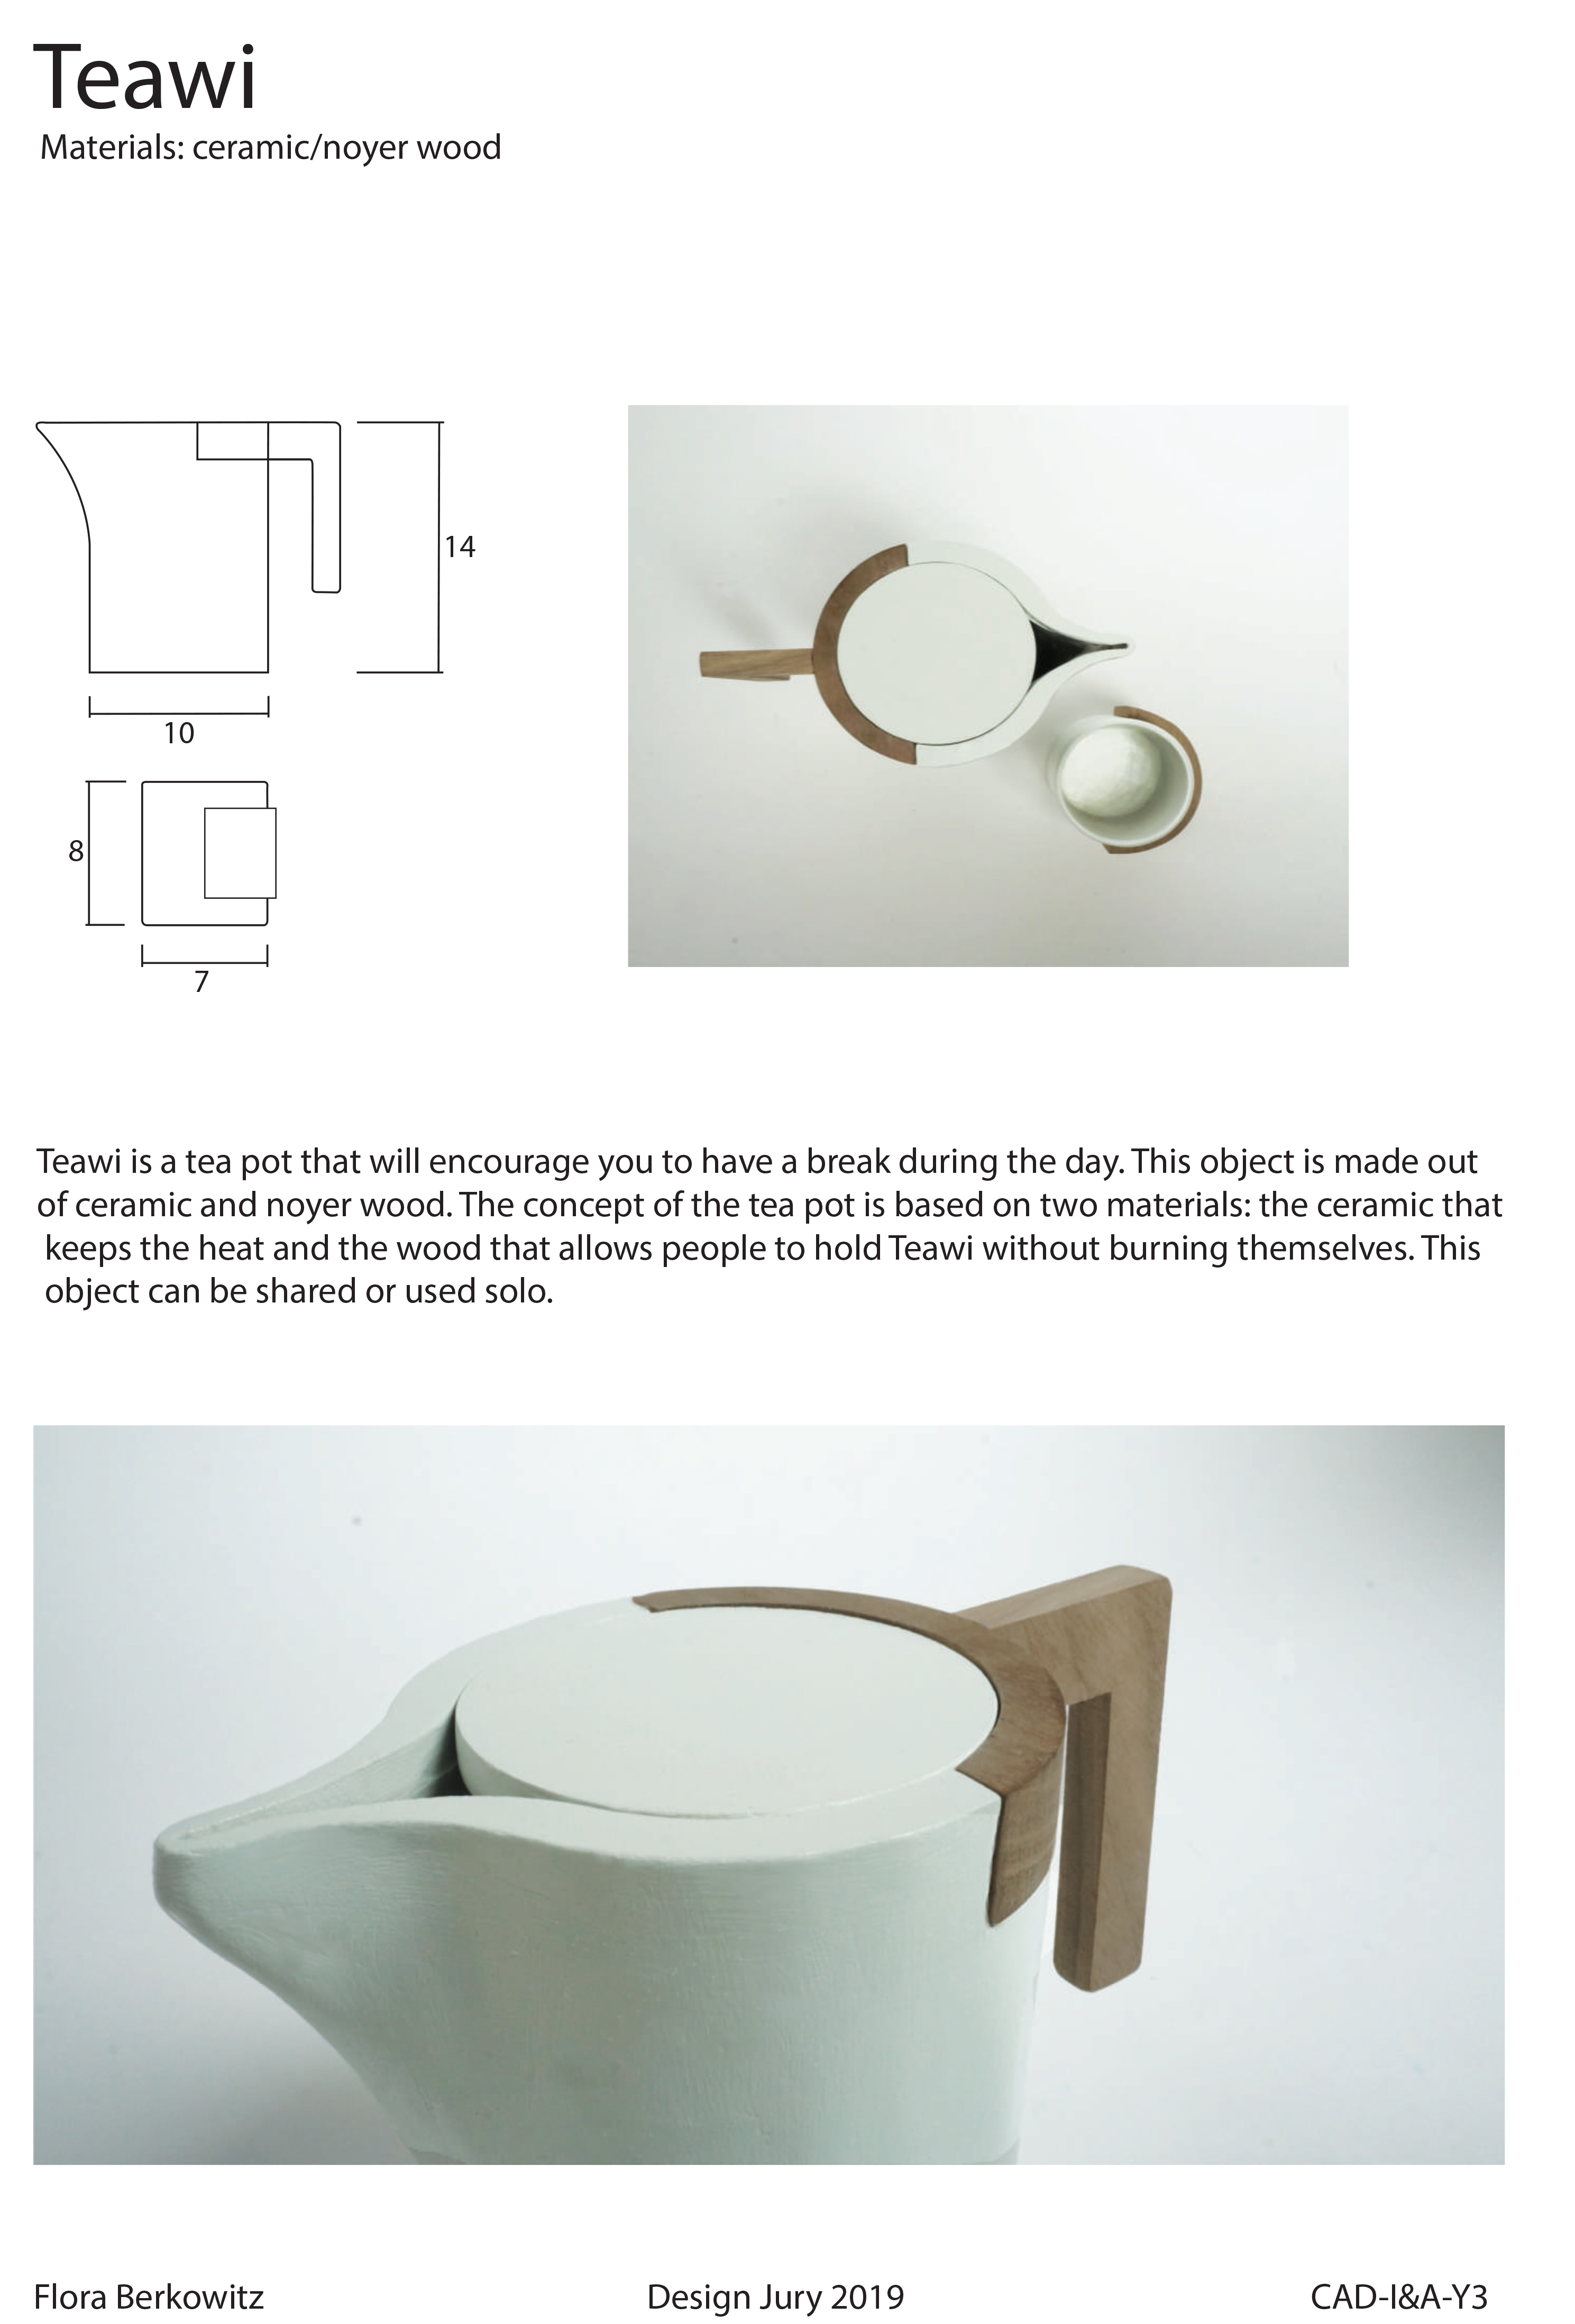 Teawi
Materials: ceramic/noyer wood
14
10
8
7
Teawi is a tea pot that will encourage you to have a break during the day. This object is made out
of ceramic and noyer wood. The concept of the tea pot is based on two materials: the ceramic that
keeps the heat and the wood that allows people to hold Teawi without burning themselves. This
object can be shared or used solo.
Flora Berkowitz
Design Jury 2019
CAD-I&A-Y3